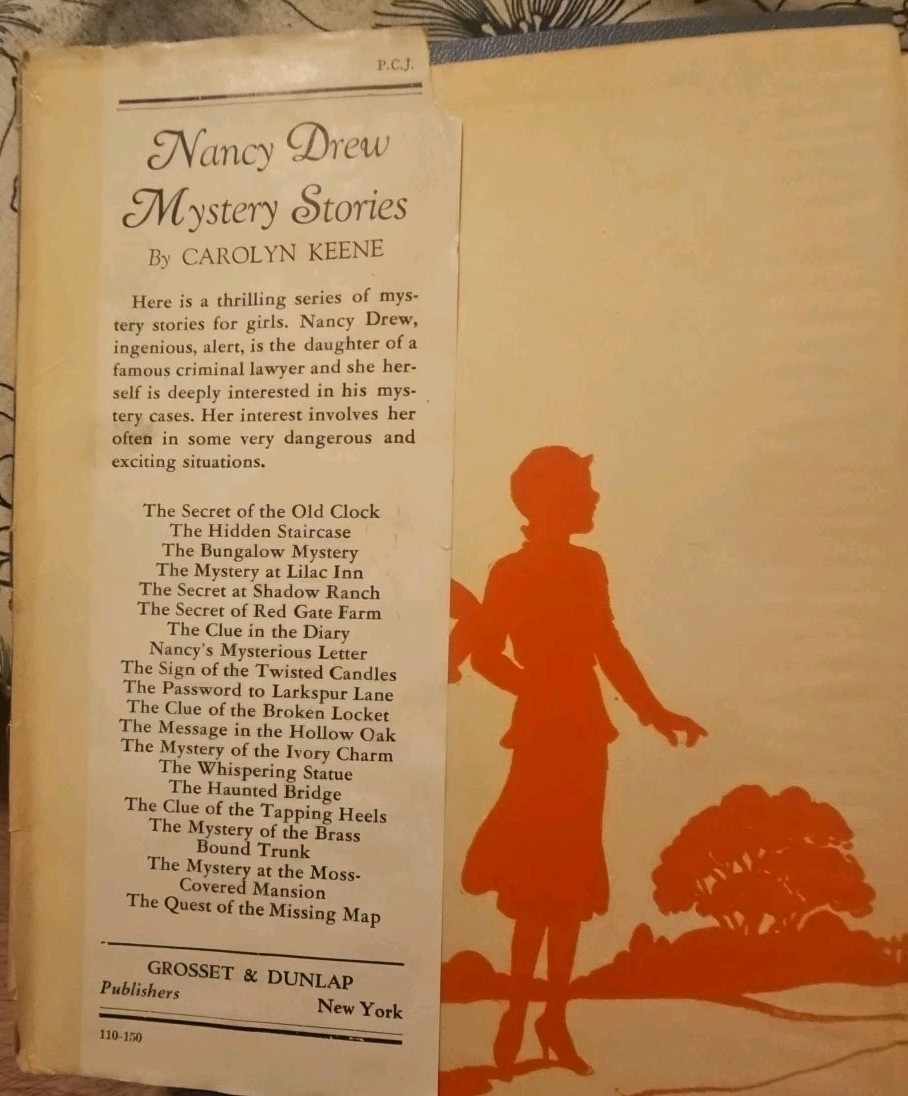 P.C.J.
Nancy Drew
Mystery Stories
By CAROLYN KEENE
Here is a thrilling series of mys-
tery stories for girls. Nancy Drew,
ingenious, alert, is the daughter of a
famous criminal lawyer and she her-
self is deeply interested in his mys-
tery cases. Her interest involves her
often in some very dangerous and
exciting situations.
The Secret of the Old Clock
The Hidden Staircase
The Bungalow Mystery
The Mystery at Lilac Inn
The Secret at Shadow Ranch
The Secret of Red Gate Farm
The Clue in the Diary
Nancy's Mysterious Letter
The Sign of the Twisted Candles
The Password to Larkspur Lane
The Clue of the Broken Locket
The Message in the Hollow Oak
The Mystery of the Ivory Charm
The Whispering Statue
The Haunted Bridge
The Clue of the Tapping Heels
The Mystery of the Brass
Bound Trunk
The Mystery at the Moss-
Covered Mansion
The Quest of the Missing Map
GROSSET & DUNLAP
Publishers
New York
110-150